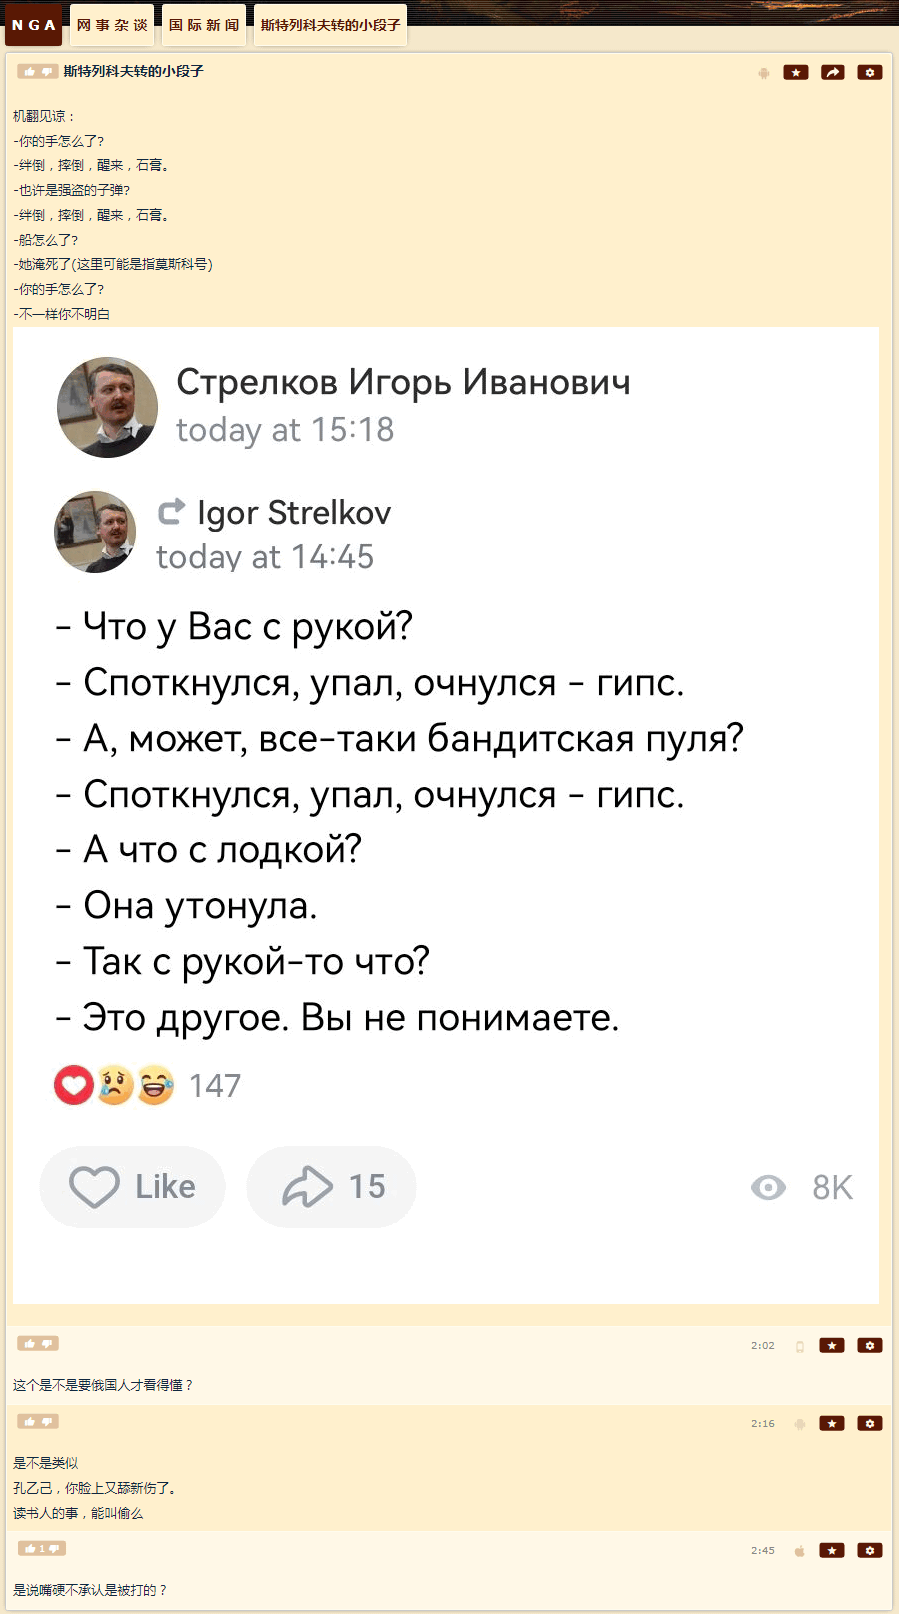 NGA
网事杂谈
国际新闻
斯特列科夫转的小段子
斯特列科夫转的小段子
机翻见谅：
-你的手怎么了?
-绊倒，摔倒，醒来，石膏。
-也许是强盗的子弹?
-绊倒，摔倒，醒来，石膏。
-船怎么了?
-她淹死了(这里可能是指莫斯科号)
-你的手怎么了?
-不一样你不明白
Стрелков Игорь Иванович
today at 15:18
Igor Strelkov
today at 14:45
- Что у Вас с рукой?
- Споткнулся, упал, очнулся - гипс.
- А, может, все-таки бандитская пуля?
- Споткнулся, упал, очнулся - гипс.
- А что с лодкой?
- Она утонула.
- Так с рукой-то что?
- Это другое. Вы не понимаете.
147
Like
15
8K
2:02
这个是不是要俄国人才看得懂？
2:16
是不是类似
孔乙己，你脸上又舔新伤了。
读书人的事，能叫偷么
1
2:45
是说嘴硬不承认是被打的？